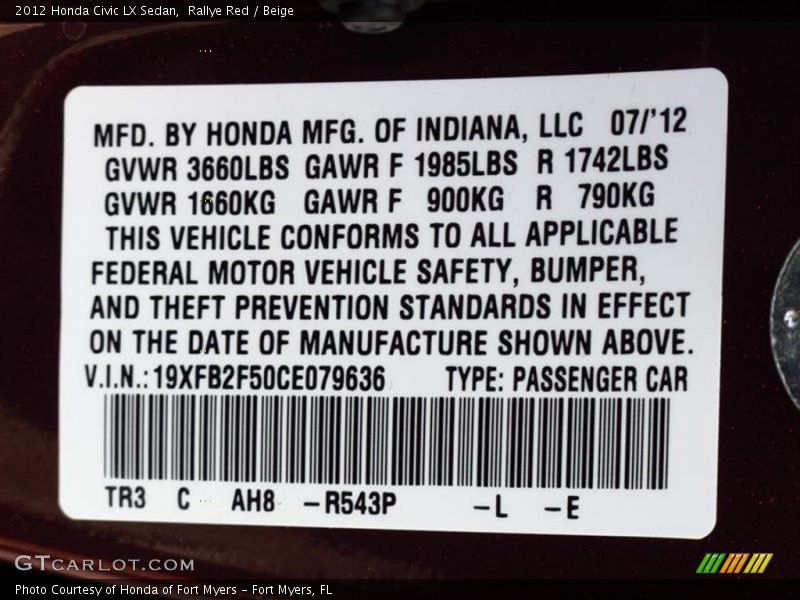 2012 Honda Civic LX Sedan,  Rallye Red / Beige
MFD. BY HONDA MFG. OF INDIANA, LLC 07/'12
GVWR 3660LBS GAWR F 1985LBS R 1742LBS
GVWR 1660KG GAWR F 900KG R 790KG
THIS VEHICLE CONFORMS TO ALL APPLICABLE
FEDERAL MOTOR VEHICLE SAFETY, BUMPER,
AND THEFT PREVENTION STANDARDS IN EFFECT
ON THE DATE OF MANUFACTURE SHOWN ABOVE.
V.I.N.: 19XFB2F50CE079636 TYPE: PASSENGER CAR
TR3 C AH8 -R543P -L -E
GTCARLOT.COM
Photo Courtesy of Honda of Fort Myers - Fort Myers, FL